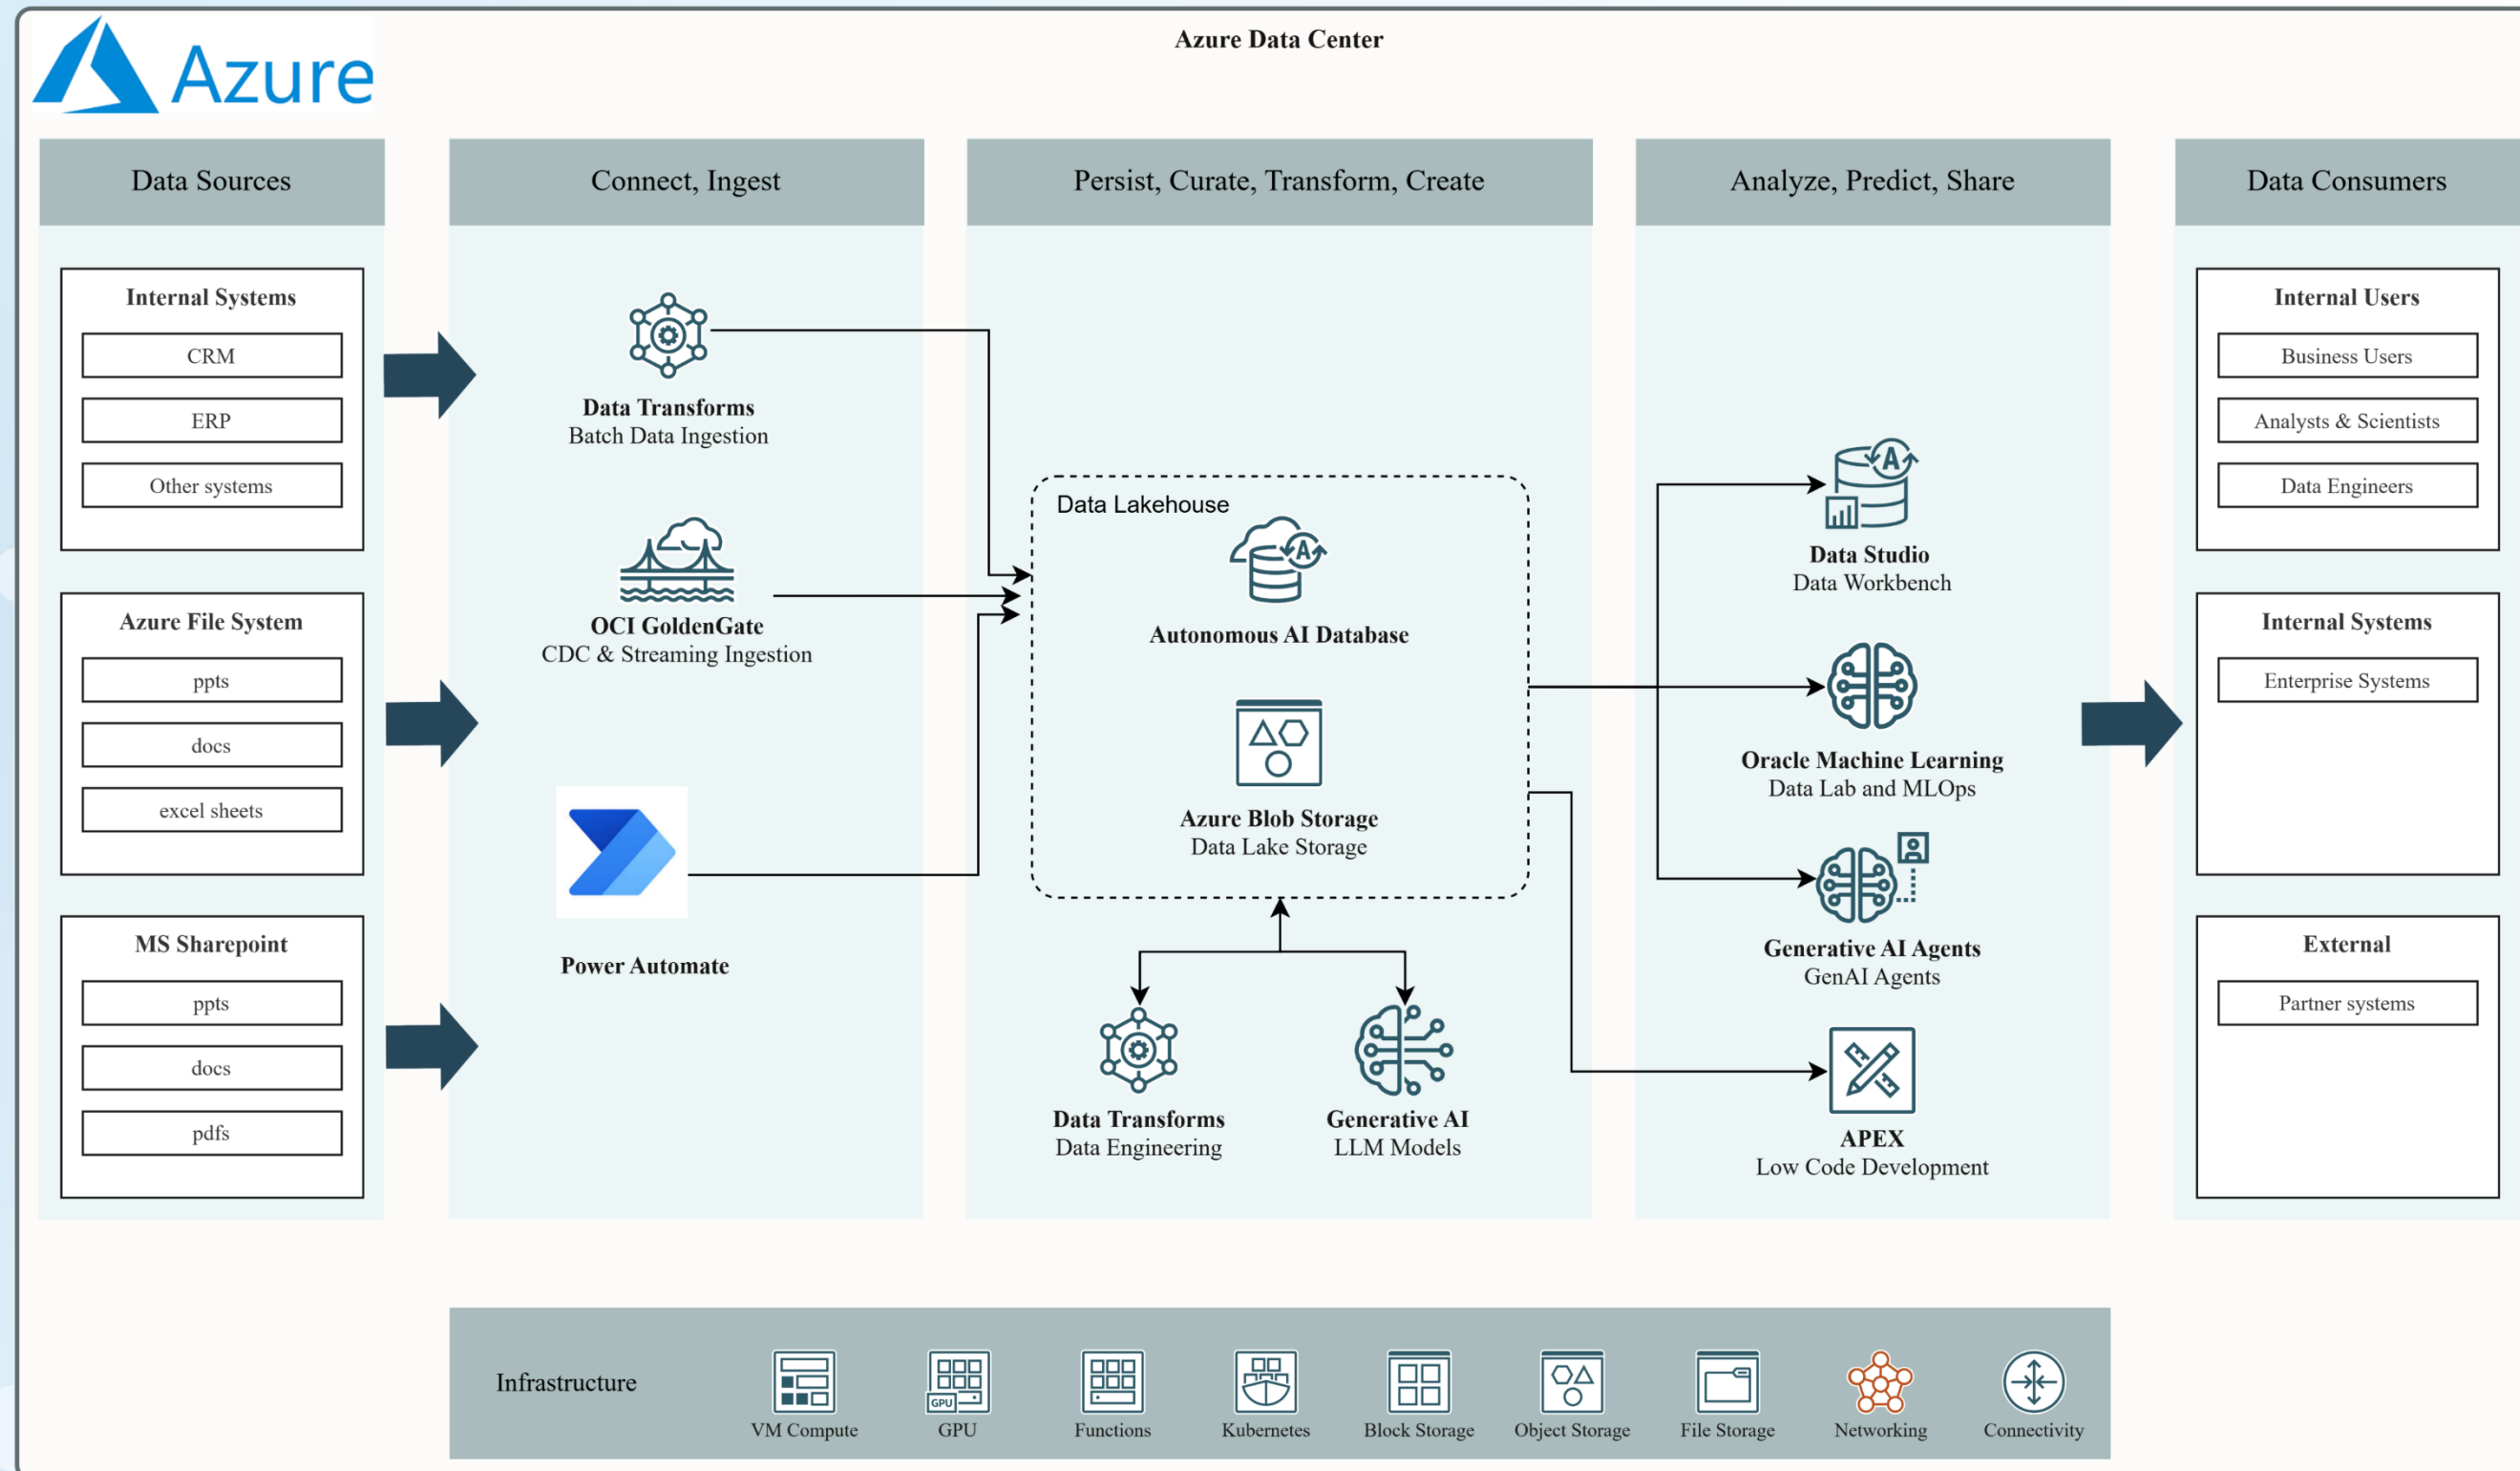 Azure Data Center
Azure
Data Sources
Internal Systems
CRM
ERP
Other systems
Azure File System
ppts
docs
excel sheets
MS Sharepoint
ppts
docs
pdfs
Connect, Ingest
Data Transforms
Batch Data Ingestion
OCI GoldenGate
CDC & Streaming Ingestion
Power Automate
Persist, Curate, Transform, Create
Data Lakehouse
A
Autonomous AI Database
Azure Blob Storage
Data Lake Storage
Data Transforms
Data Engineering
Generative AI
LLM Models
Analyze, Predict, Share
A
Data Studio
Data Workbench
Oracle Machine Learning
Data Lab and MLOps
Generative AI Agents
GenAI Agents
APEX
Low Code Development
Data Consumers
Internal Users
Business Users
Analysts & Scientists
Data Engineers
Internal Systems
Enterprise Systems
External
Partner systems
Infrastructure
VM Compute
GPU
GPU
Functions
Kubernetes
Block Storage
Object Storage
File Storage
Networking
Connectivity